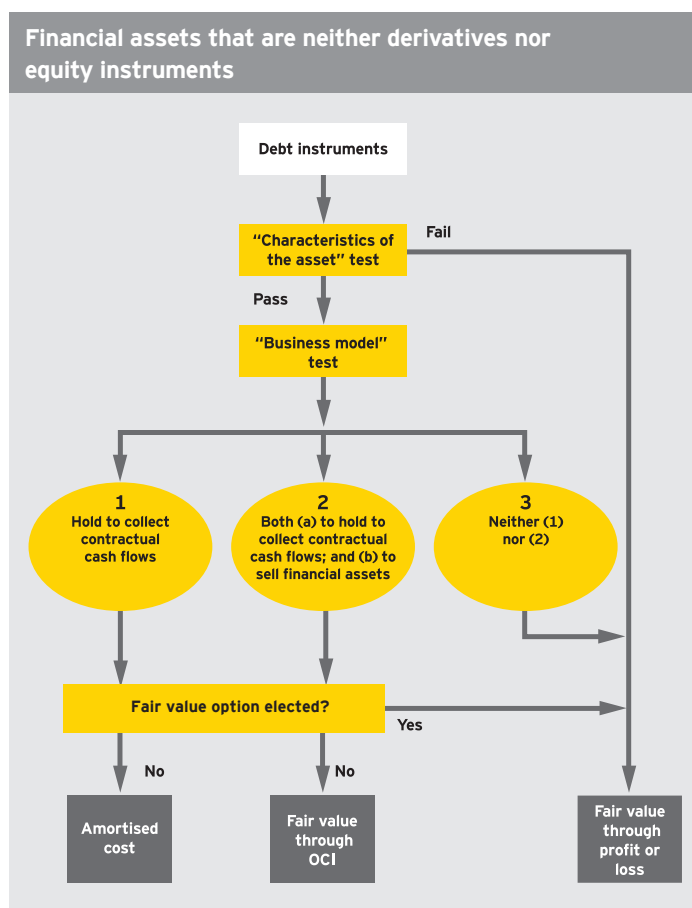 Financial assets that are neither derivatives nor
equity instruments
Debt instruments
“Characteristics of
the asset” test
Fail
Pass
“Business model”
test
1
Hold to collect
contractual
cash flows
2
Both (a) to hold to
collect contractual
cash flows; and (b) to
sell financial assets
3
Neither (1)
nor (2)
Fair value option elected?
Yes
No
No
Amortised
cost
Fair value
through
OCI
Fair value
through
profit or
loss